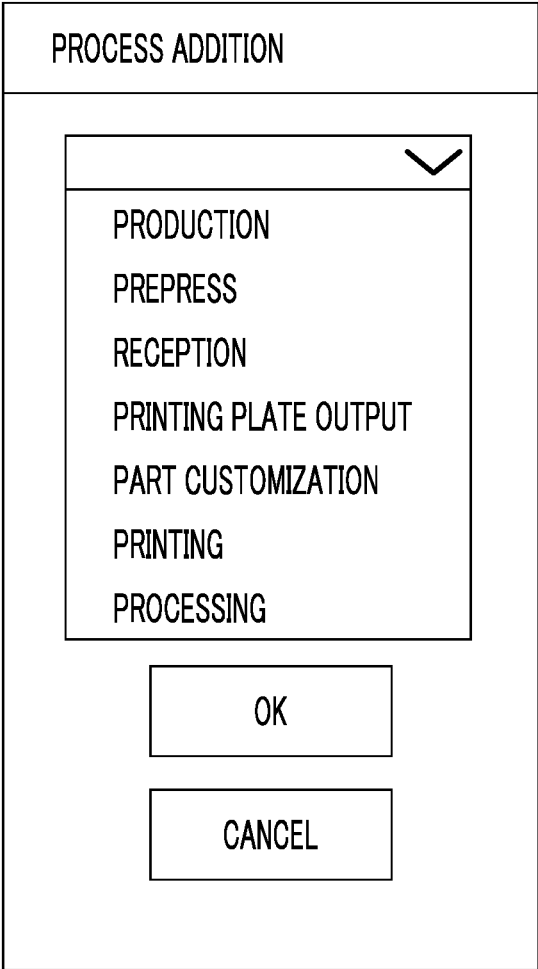 PROCESS ADDITION
PRODUCTION
PREPRESS
RECEPTION
PRINTING PLATE OUTPUT
PART CUSTOMIZATION
PRINTING
PROCESSING
OK
CANCEL